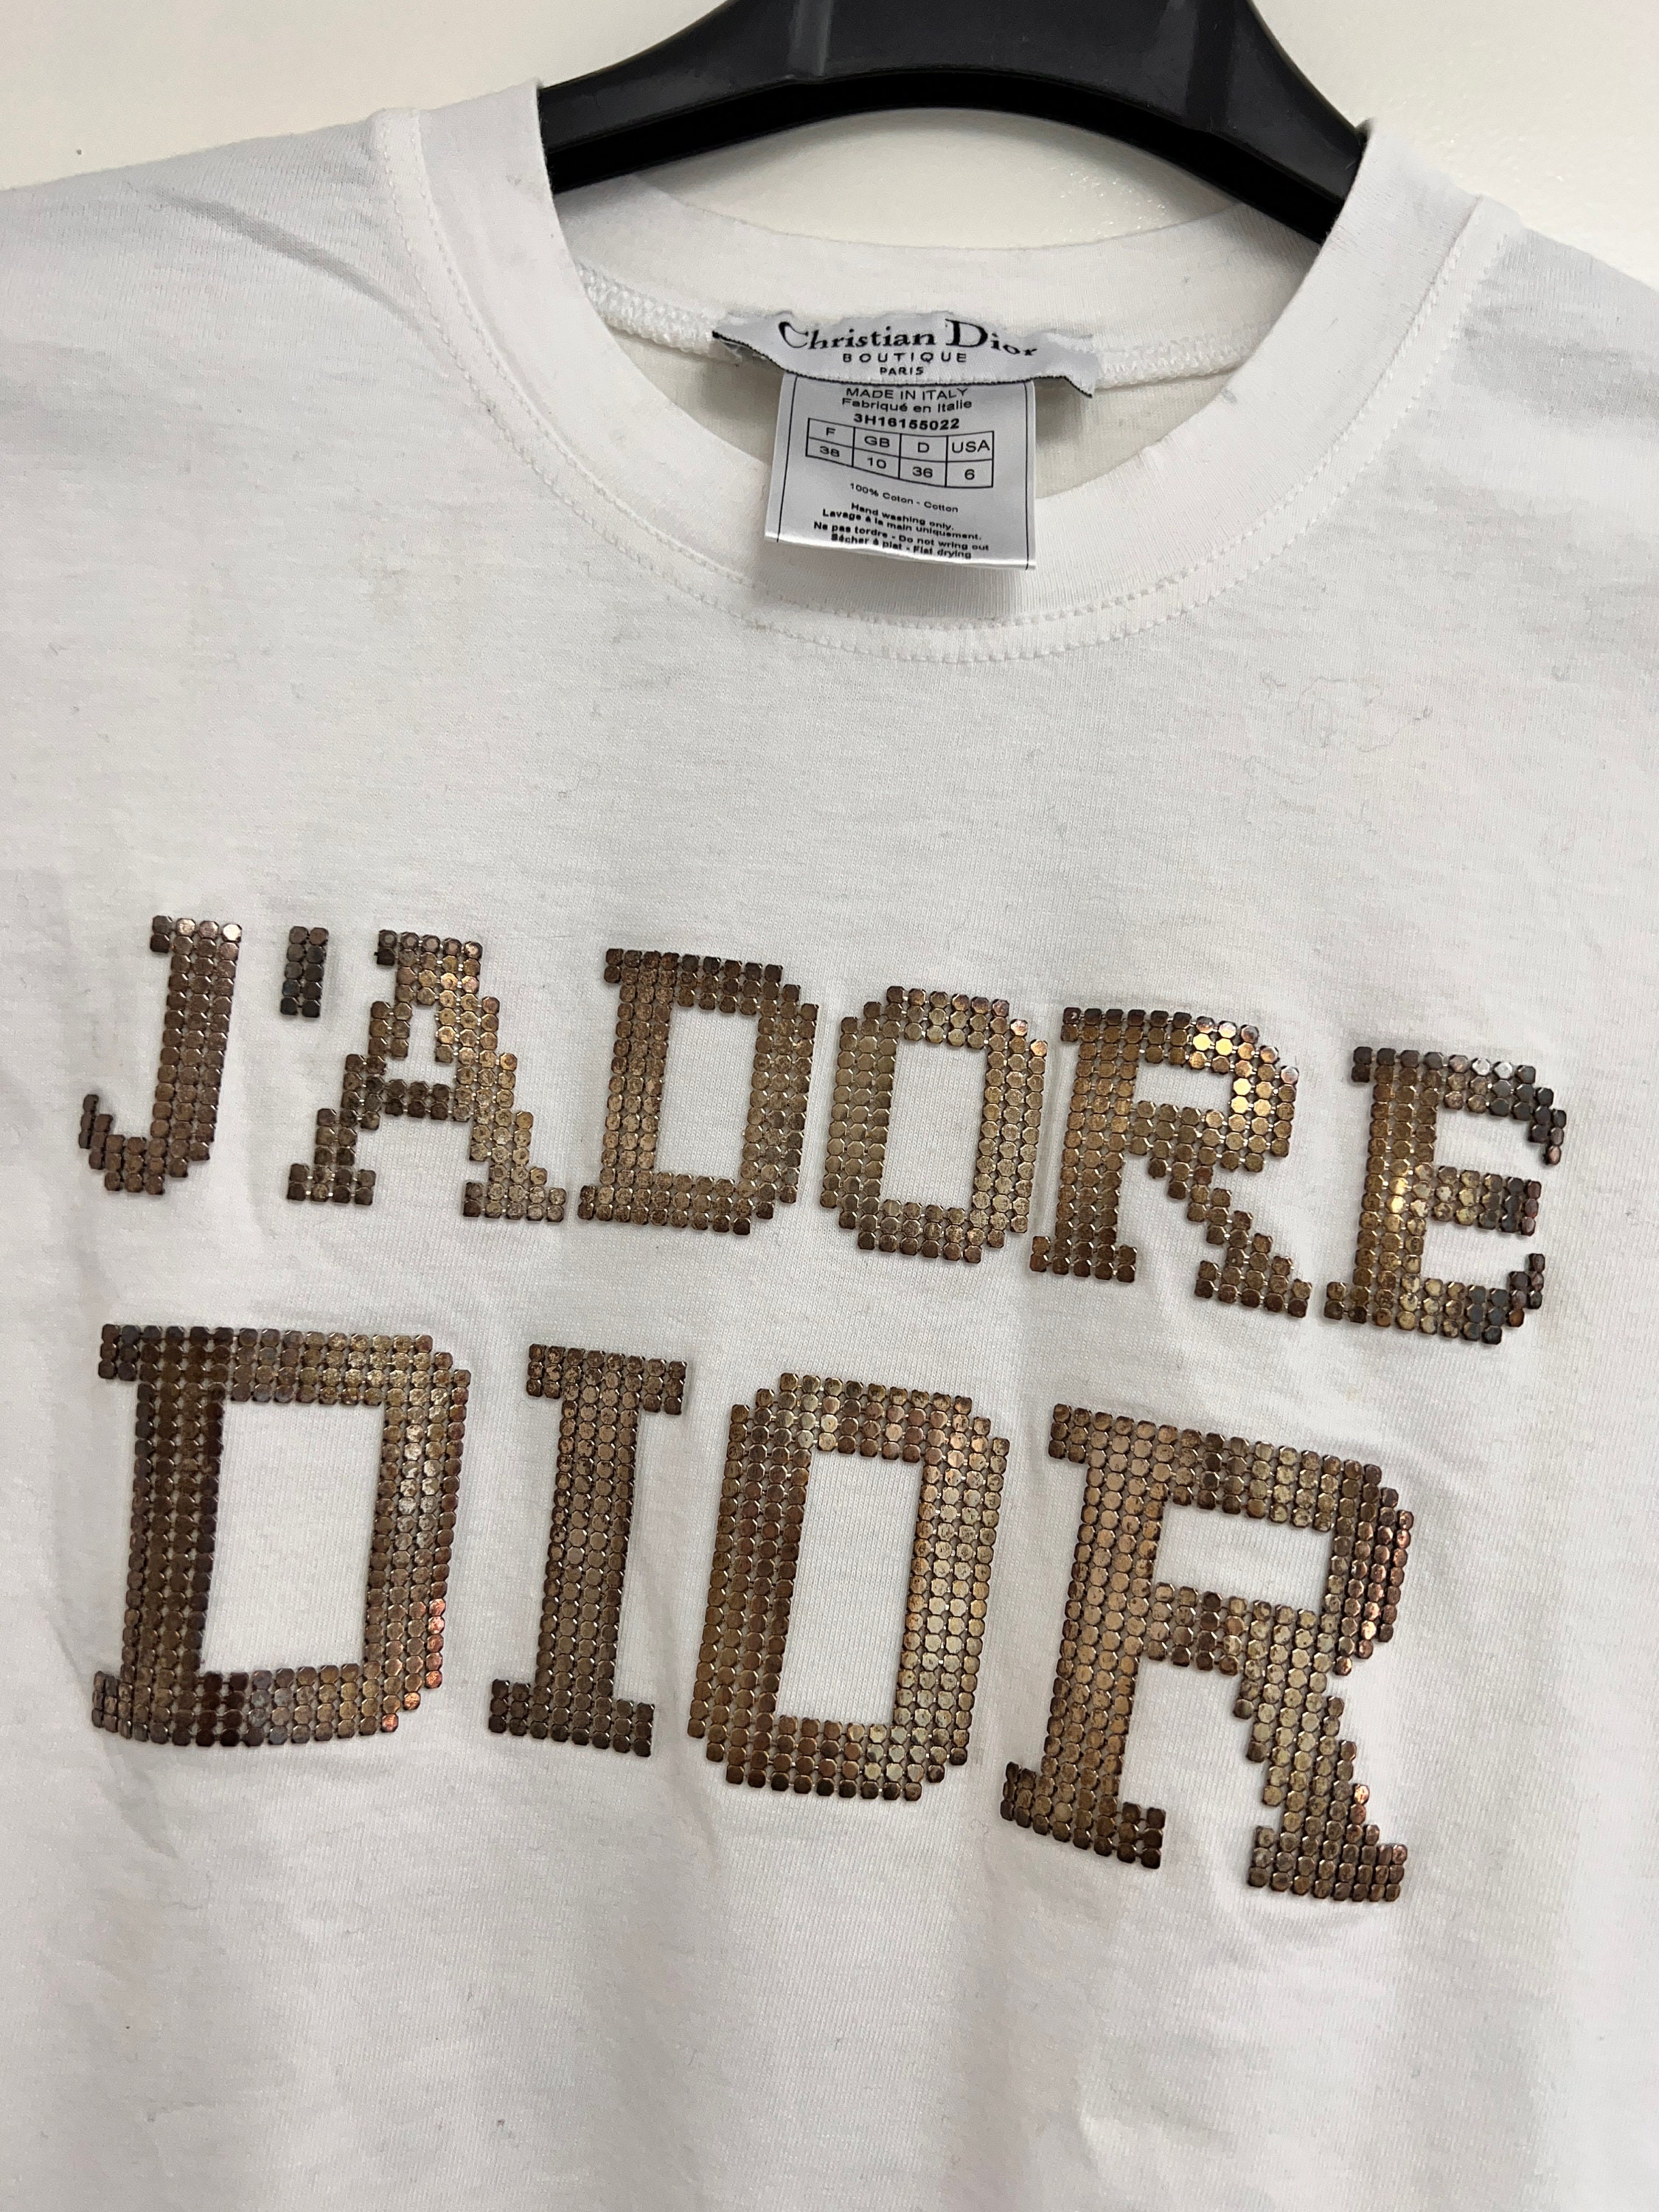 Christian Dior
BOUTIQUE
PARIS
MADE IN ITALY
Fabriqué en Italie
3H16155022
F GB D USA
38 10 36 6
100% Coton - Cotton
Hand washing only.
Lavage à la main uniquement.
Ne pas tordre - Do not wring out
Sécher à plat - Flat drying
J'ADORE
DIOR